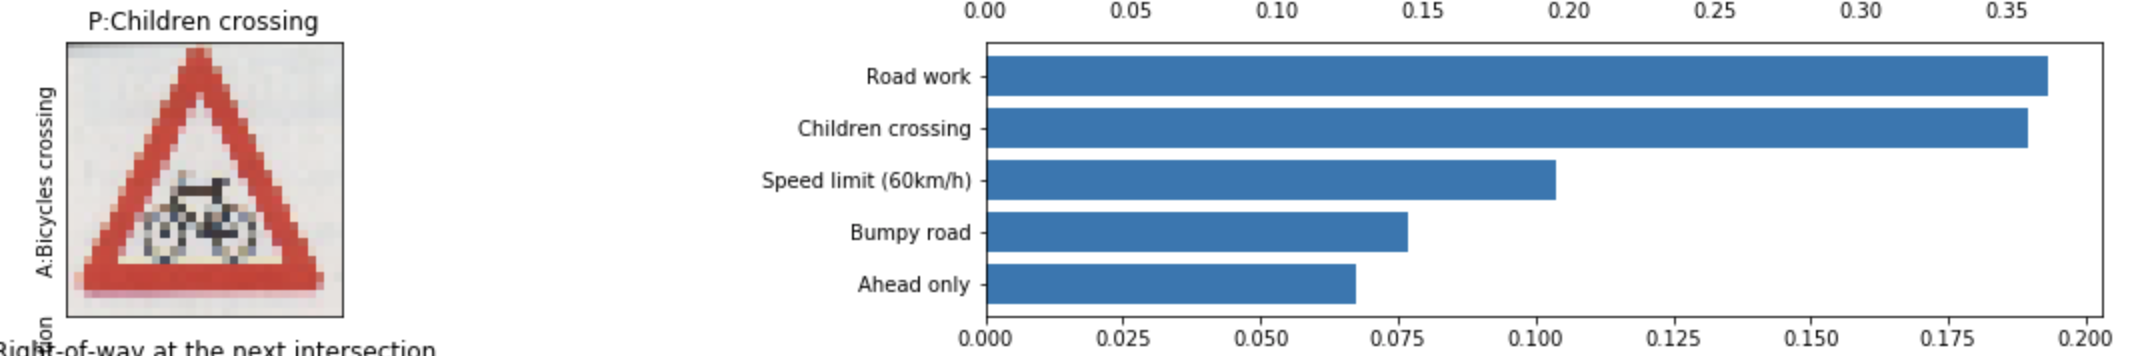 P:Children crossing
A:Bicycles crossing
0.00 0.05 0.10 0.15 0.20 0.25 0.30 0.35
Road work
Children crossing
Speed limit (60km/h)
Bumpy road
Ahead only
0.000 0.025 0.050 0.075 0.100 0.125 0.150 0.175 0.200
Right-of-way at the next intersection